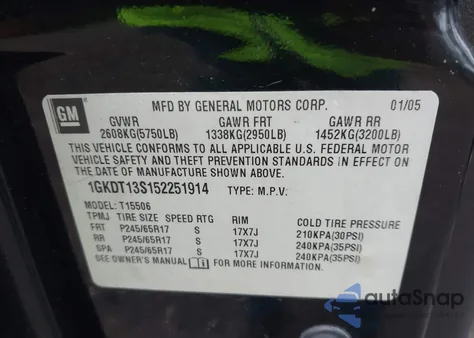 GM
MFD BY GENERAL MOTORS CORP. 01/05
GVWR GAWR FRT GAWR RR
2608KG(5750LB) 1338KG(2950LB) 1452KG(3200LB)
THIS VEHICLE CONFORMS TO ALL APPLICABLE U.S. FEDERAL MOTOR
VEHICLE SAFETY AND THEFT PREVENTION STANDARDS IN EFFECT ON
THE DATE OF MANUFACTURE SHOWN ABOVE.
1GKDT13S152251914 TYPE: M.P.V.
MODEL: T15506
TPMJ TIRE SIZE SPEED RTG RIM COLD TIRE PRESSURE
FRT P245/65R17 S 17X7J 210KPA(30PSI)
RR P245/65R17 S 17X7J 240KPA(35PSI)
SPA P245/65R17 S 17X7J 240KPA(35PSI)
SEE OWNER'S MANUAL FOR MORE INFORMATION
autoSnap